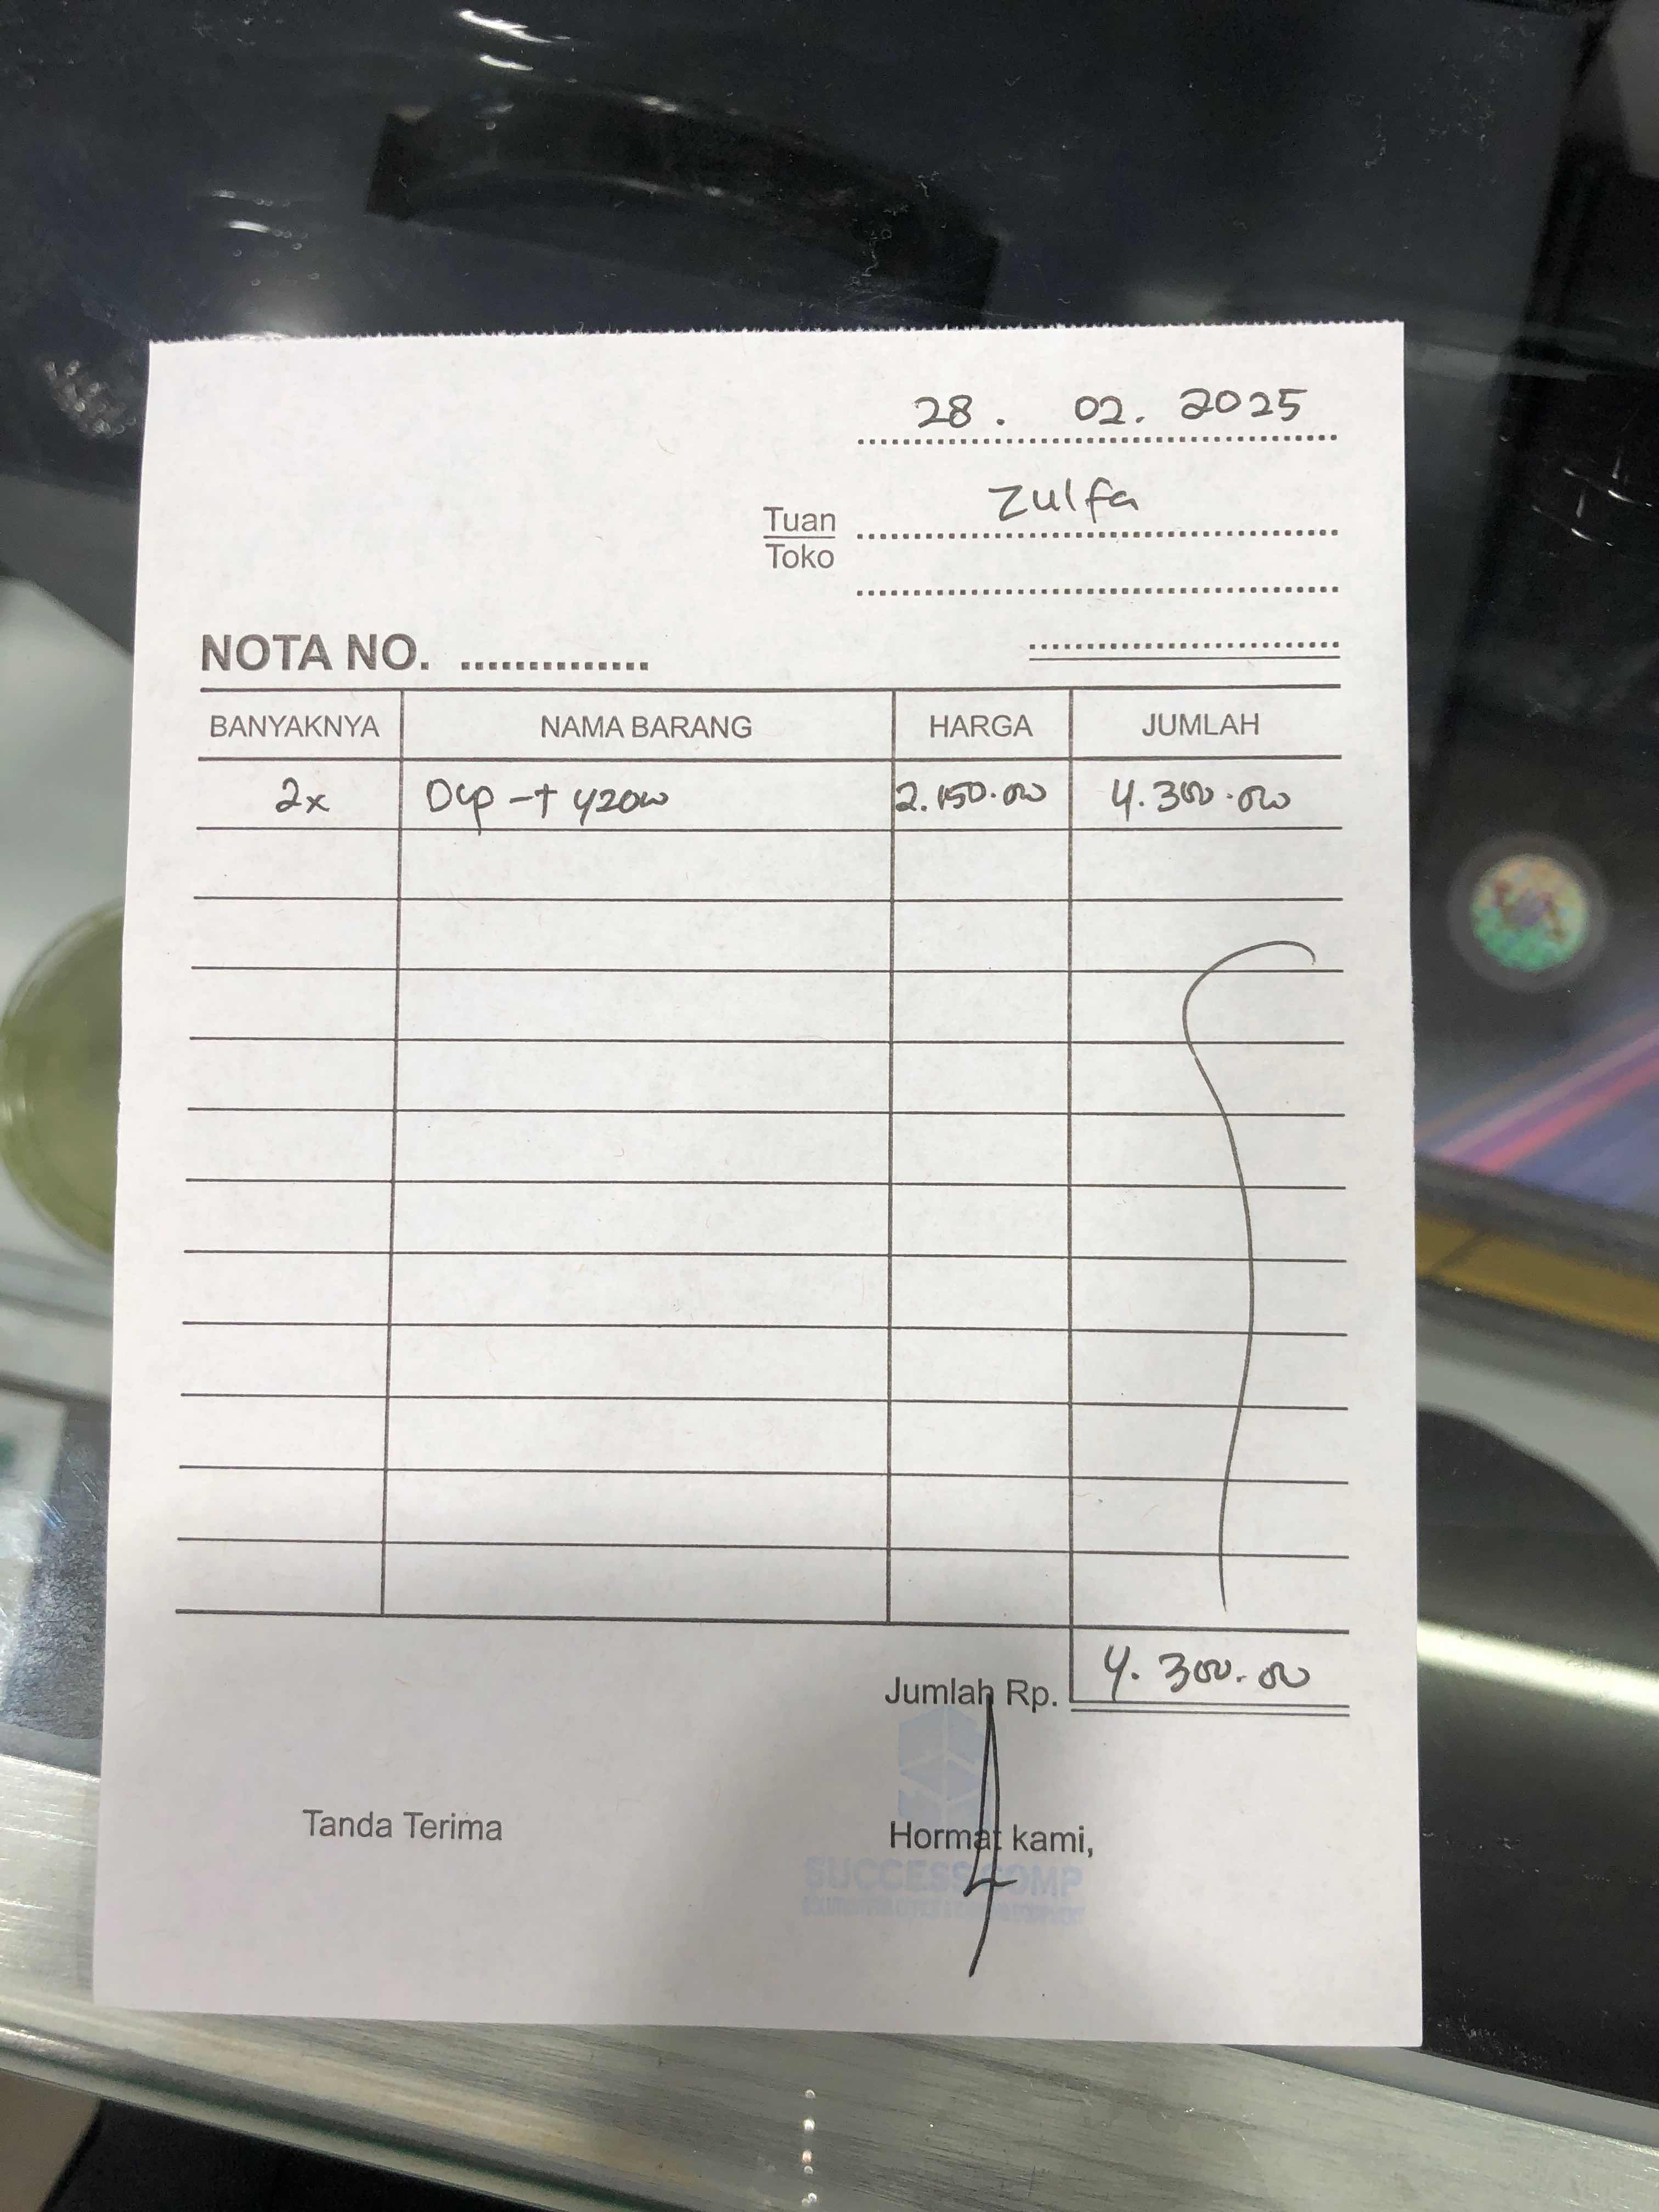 28. 02. 2025
Tuan Zulfa
Toko
NOTA NO.
BANYAKNYA NAMA BARANG HARGA JUMLAH
2x Dcp-T 420w 2.150.000 4.300.000
Jumlah Rp. 4.300.000
Tanda Terima Hormat kami,
SUCCESS COMP